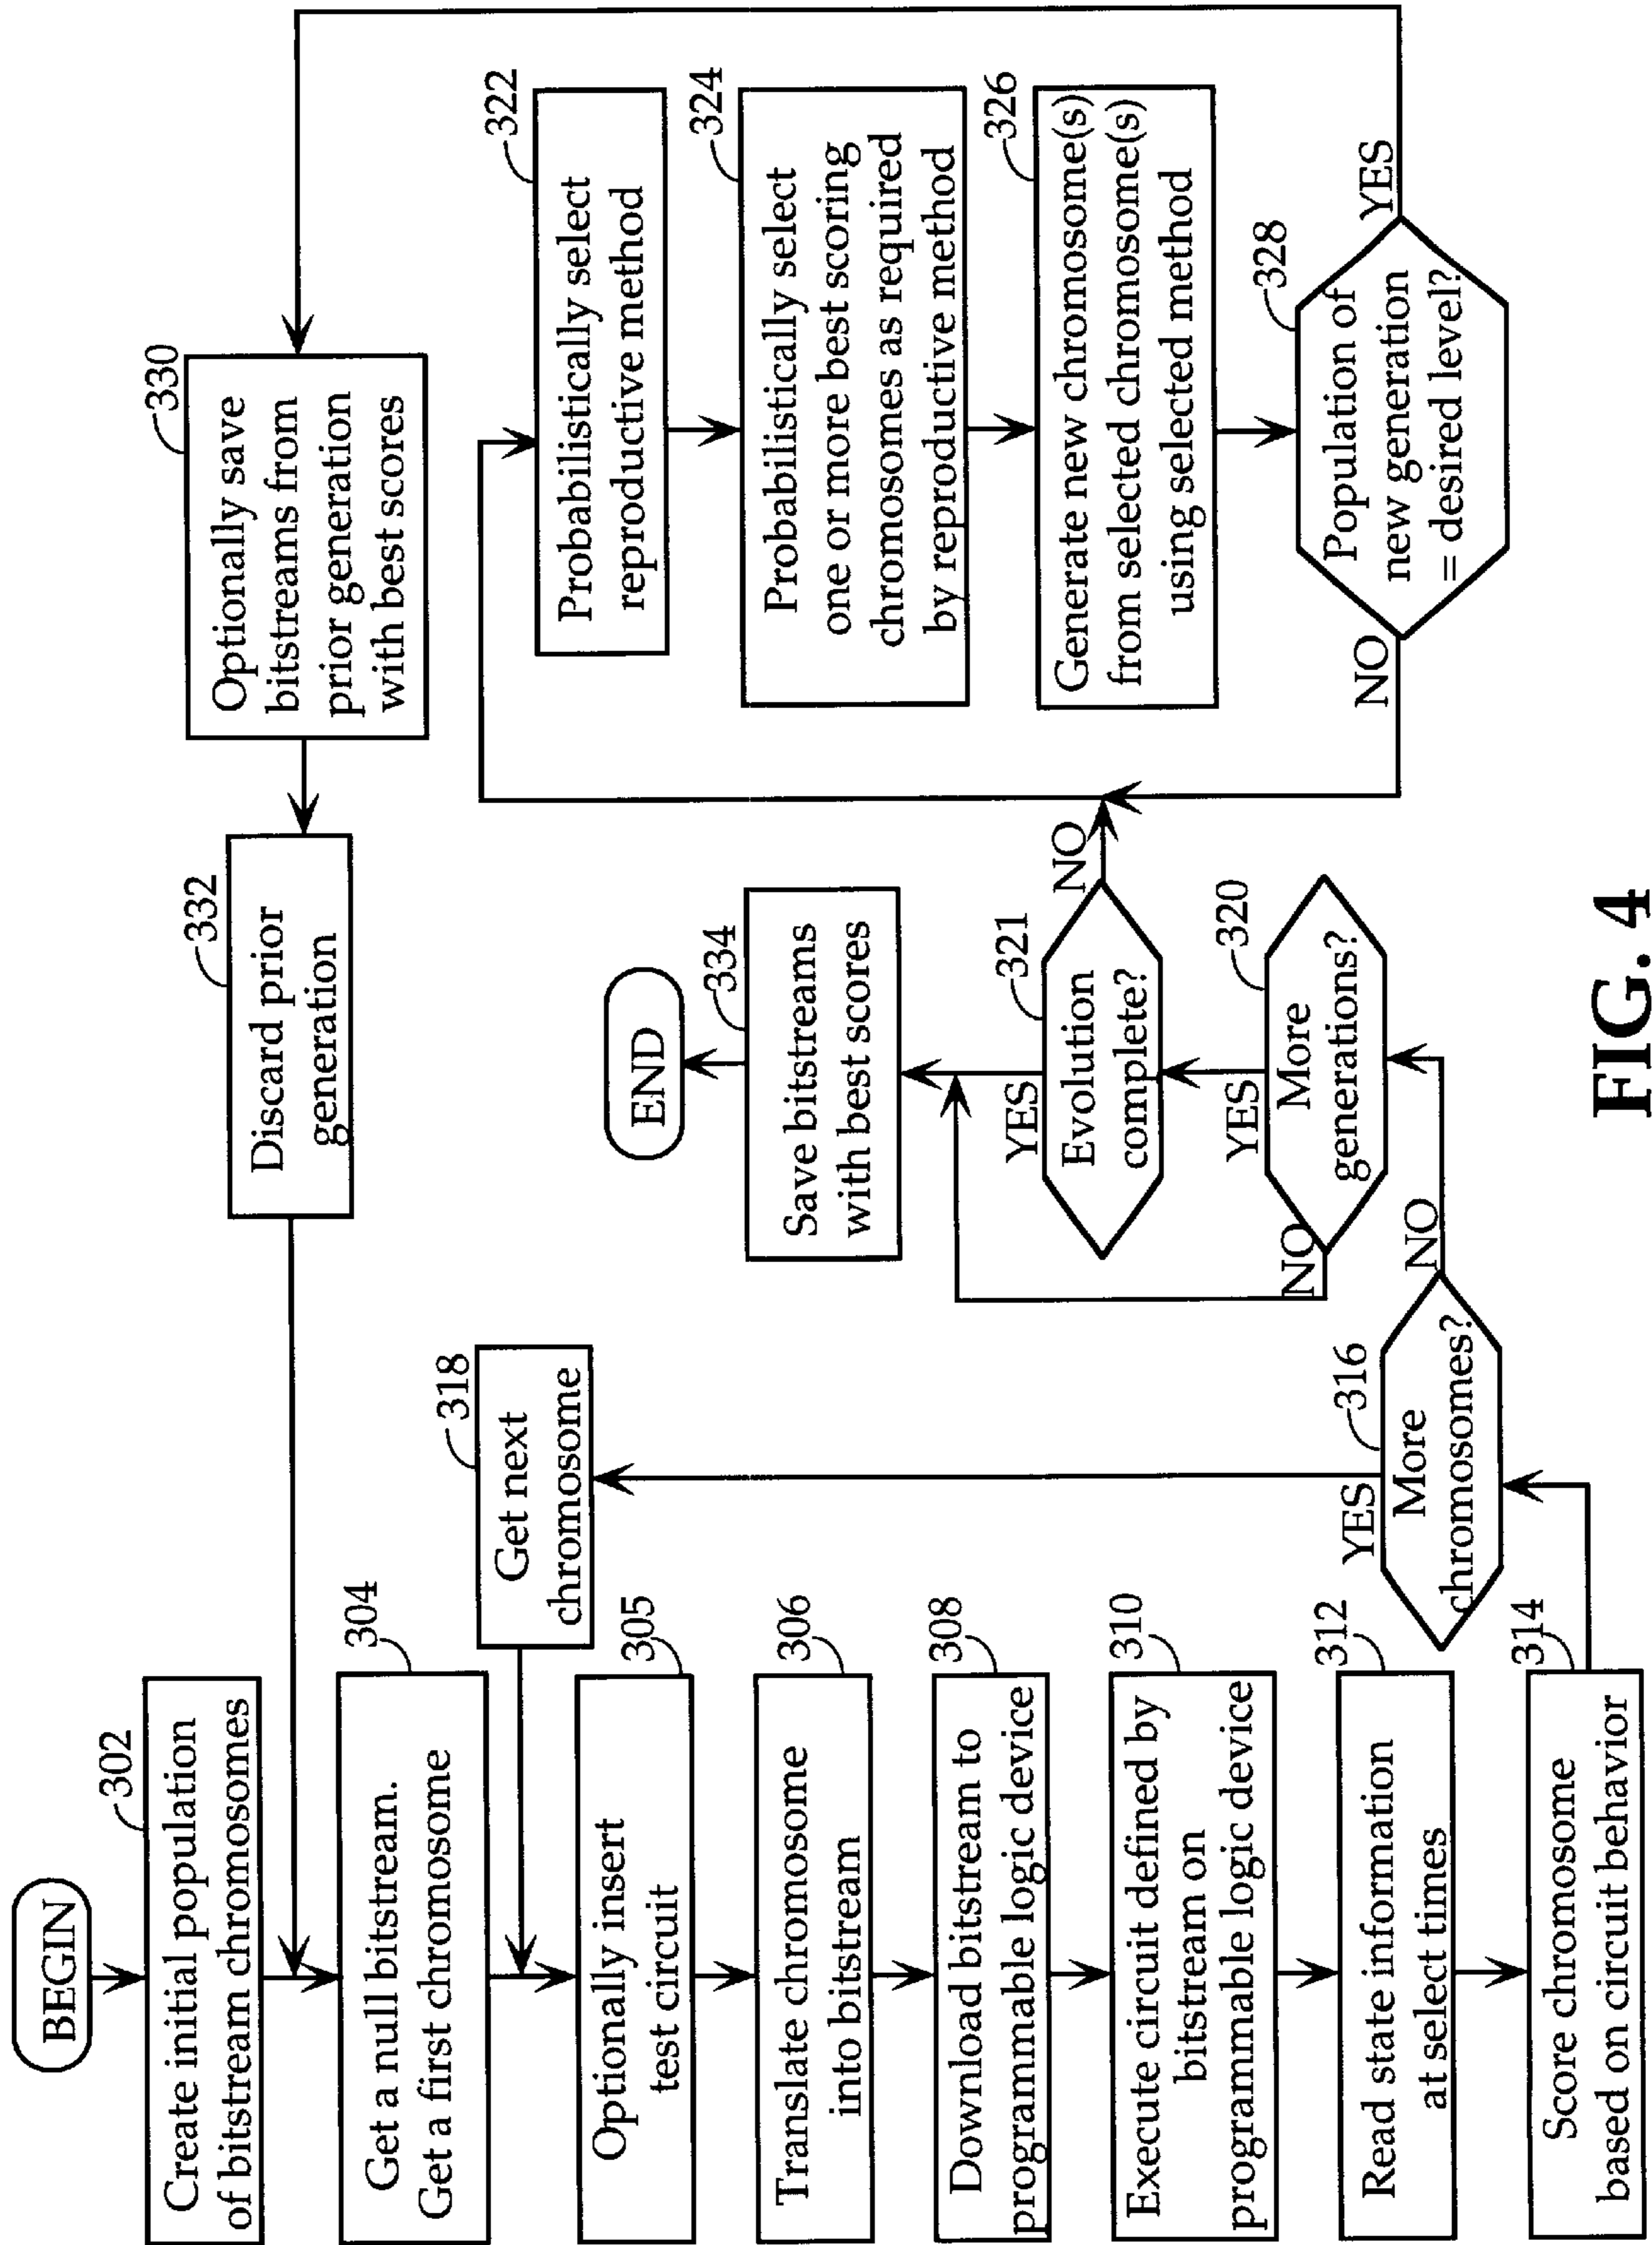 BEGIN
302
Create initial population
of bitstream chromosomes
304
Get a null bitstream.
Get a first chromosome
305
Optionally insert
test circuit
306
Translate chromosome
into bitstream
308
Download bitstream to
programmable logic device
310
Execute circuit defined by
bitstream on
programmable logic device
312
Read state information
at select times
314
Score chromosome
based on circuit behavior
316
More
chromosomes?
YES
NO
318
Get next
chromosome
320
More
generations?
YES
NO
321
Evolution
complete?
YES
NO
334
Save bitstreams
with best scores
END
322
Probabilistically select
reproductive method
324
Probabilistically select
one or more best scoring
chromosomes as required
by reproductive method
326
Generate new chromosome(s)
from selected chromosome(s)
using selected method
328
Population of
new generation
= desired level?
NO
YES
330
Optionally save
bitstreams from
prior generation
with best scores
332
Discard prior
generation
FIG. 4